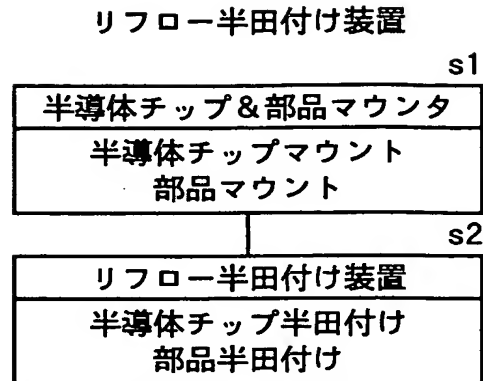 リフロー半田付け装置
s1
半導体チップ&部品マウンタ
半導体チップマウント
部品マウント
s2
リフロー半田付け装置
半導体チップ半田付け
部品半田付け